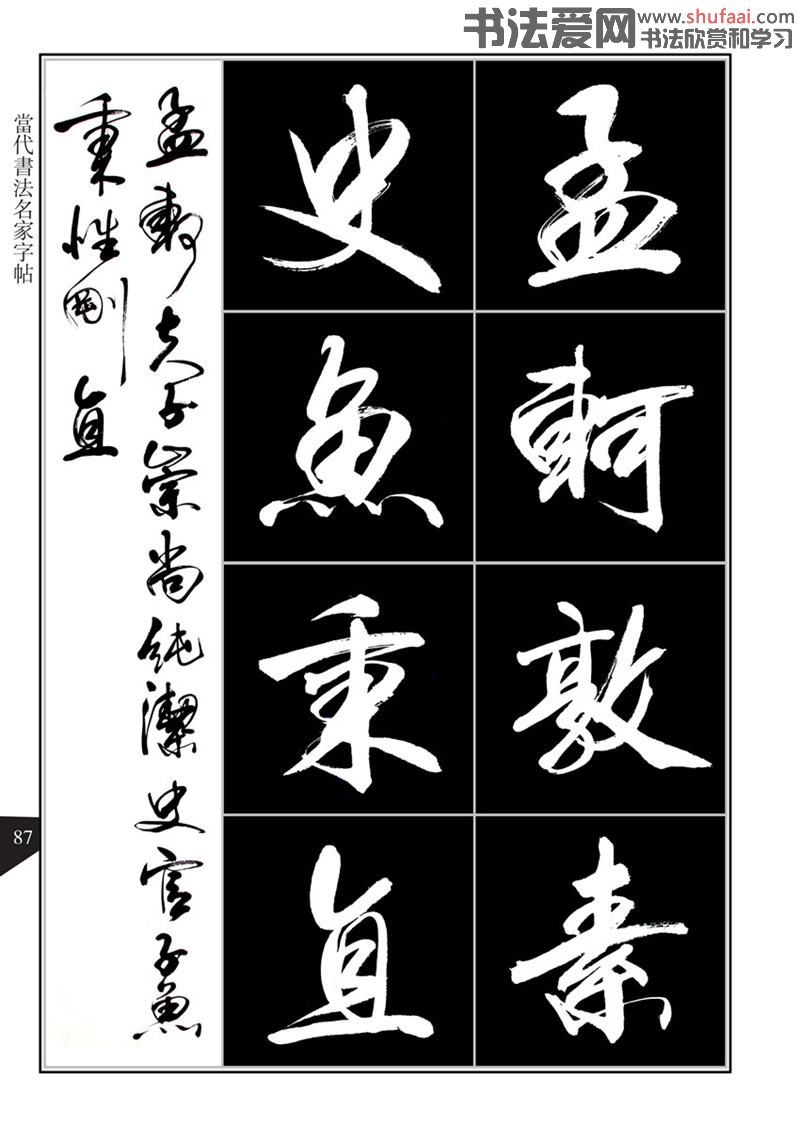 书法爱网 www.shufaai.com
书法欣赏和学习
當代書法名家字帖
孟軻敦素
史魚秉直
孟軻夫子崇尚純潔史官子魚
秉性剛直
87